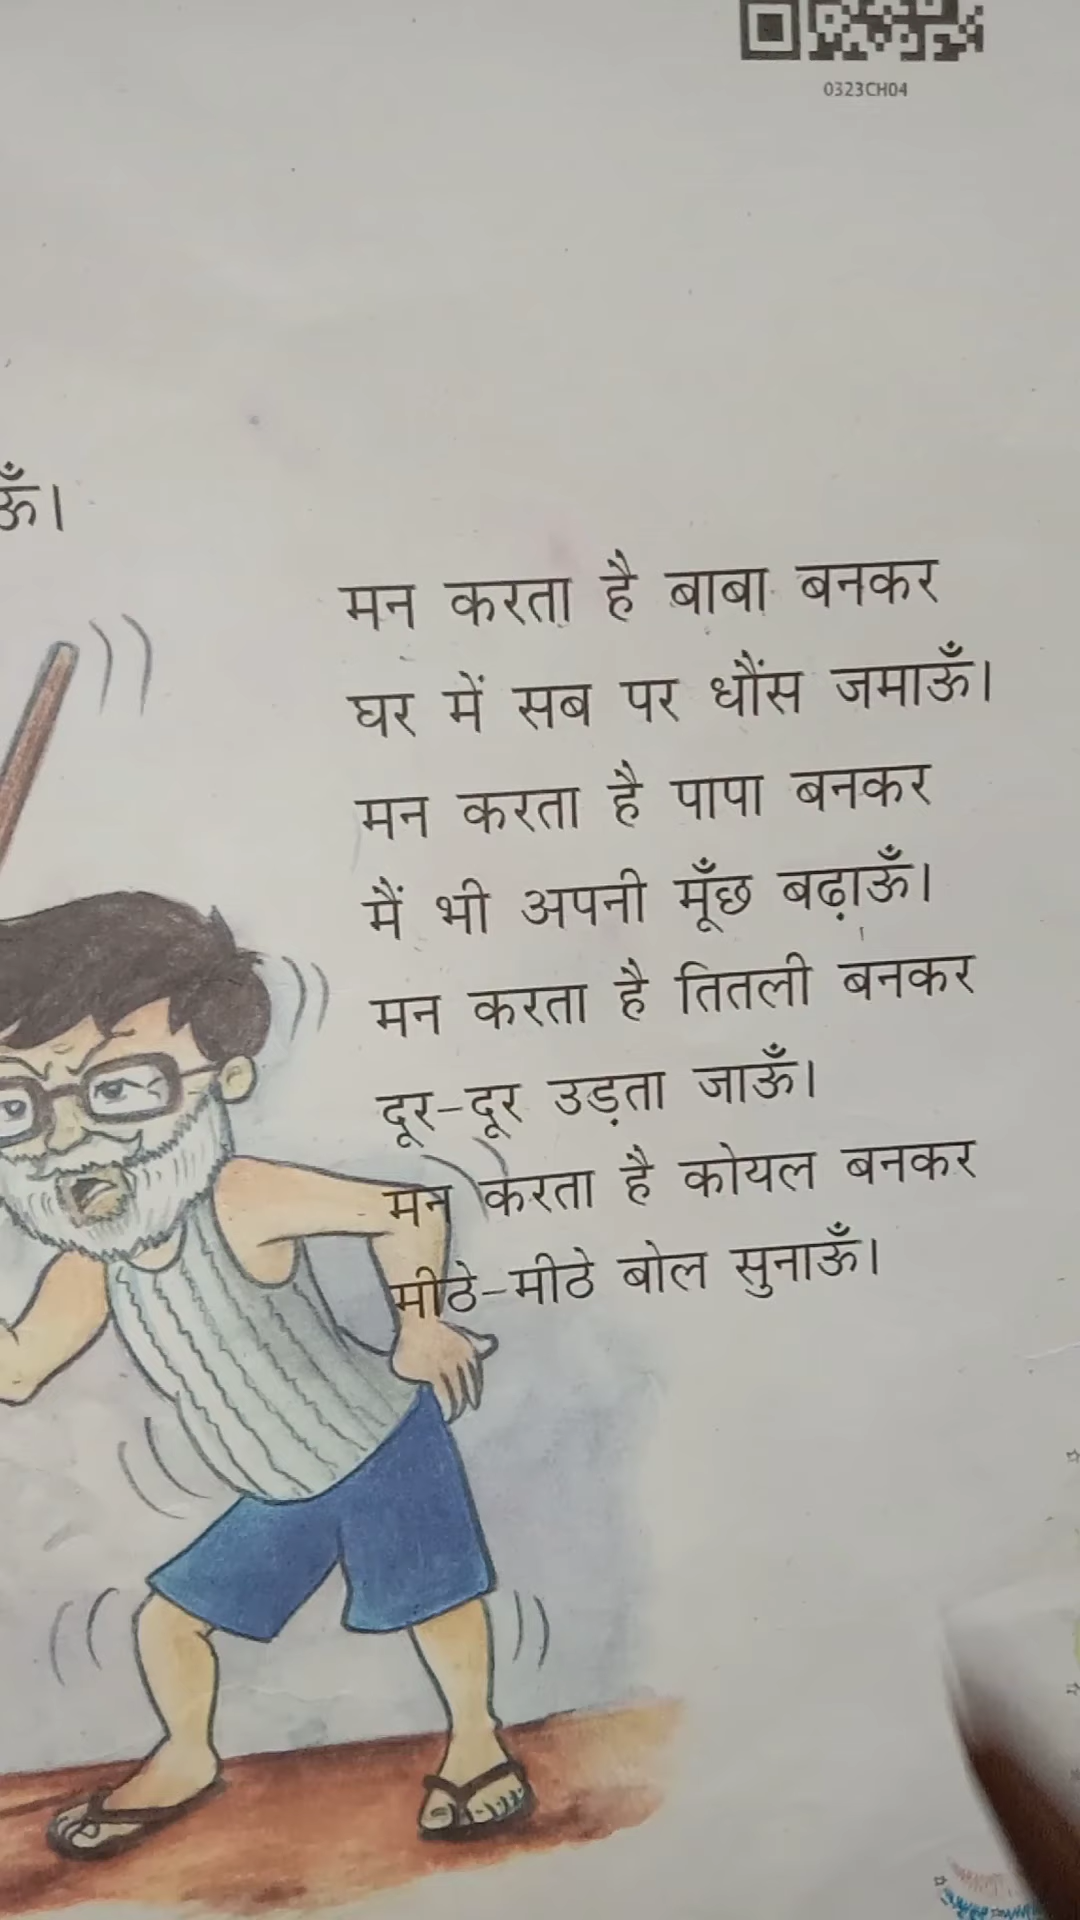 0323CH04
ऊँ।
मन करता है बाबा बनकर
घर में सब पर धौंस जमाऊँ।
मन करता है पापा बनकर
मैं भी अपनी मूँछ बढ़ाऊँ।
मन करता है तितली बनकर
दूर-दूर उड़ता जाऊँ।
मन करता है कोयल बनकर
मीठे-मीठे बोल सुनाऊँ।